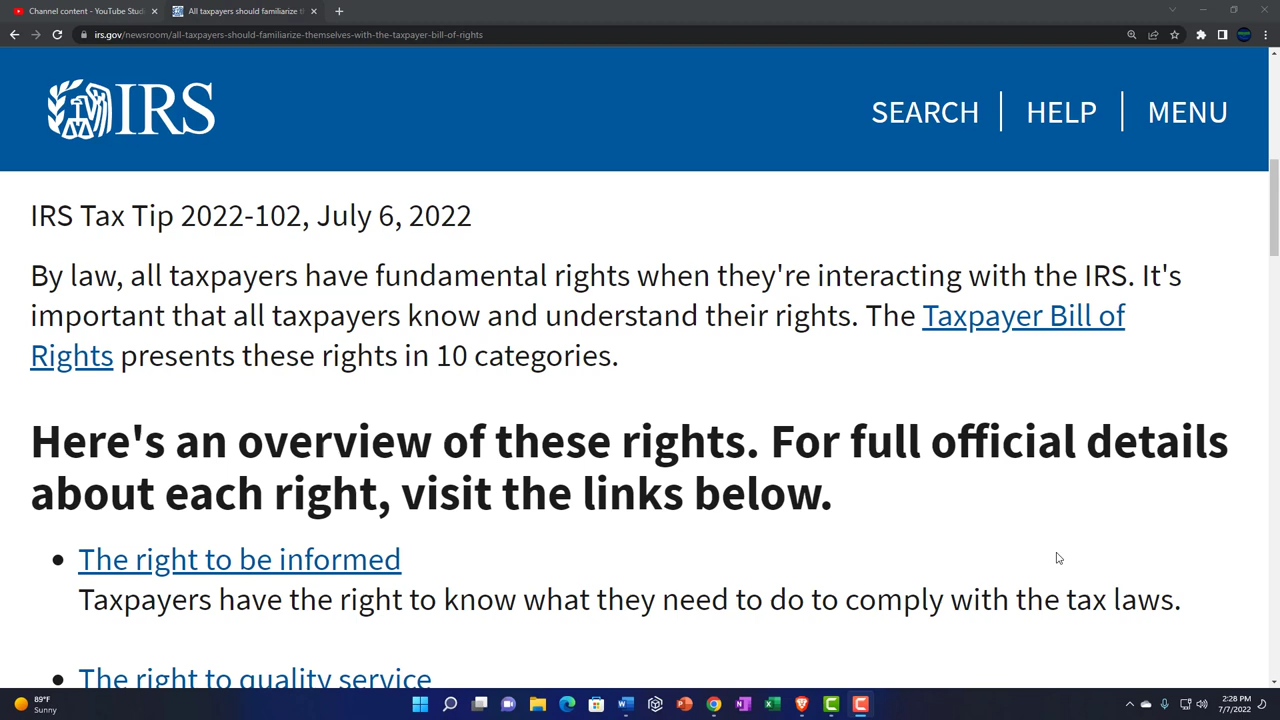 Channel content - YouTube Stud
All taxpayers should familiarize t
irs.gov/newsroom/all-taxpayers-should-familiarize-themselves-with-the-taxpayer-bill-of-rights
IRS
SEARCH
HELP
MENU
IRS Tax Tip 2022-102, July 6, 2022
By law, all taxpayers have fundamental rights when they're interacting with the IRS. It's
important that all taxpayers know and understand their rights. The Taxpayer Bill of
Rights presents these rights in 10 categories.
Here's an overview of these rights. For full official details
about each right, visit the links below.
• The right to be informed
Taxpayers have the right to know what they need to do to comply with the tax laws.
• The right to quality service
89°F
Sunny
2:28 PM
7/7/2022